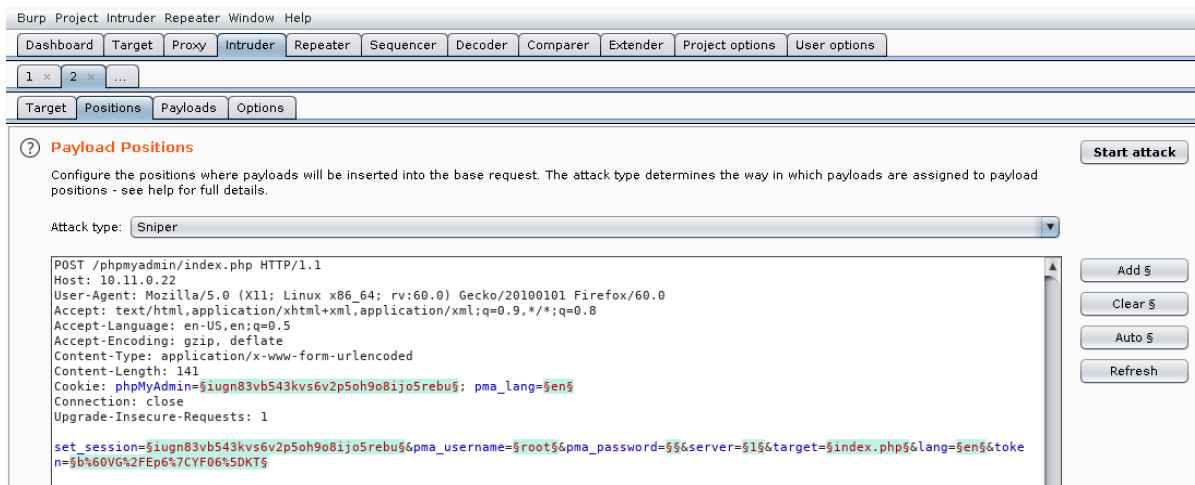 Burp Project Intruder Repeater Window Help
Dashboard Target Proxy Intruder Repeater Sequencer Decoder Comparer Extender Project options User options
1 × 2 × ...
Target Positions Payloads Options
? Payload Positions
Start attack
Configure the positions where payloads will be inserted into the base request. The attack type determines the way in which payloads are assigned to payload
positions - see help for full details.
Attack type: Sniper
POST /phpmyadmin/index.php HTTP/1.1
Host: 10.11.0.22
User-Agent: Mozilla/5.0 (X11; Linux x86_64; rv:60.0) Gecko/20100101 Firefox/60.0
Accept: text/html,application/xhtml+xml,application/xml;q=0.9,*/*;q=0.8
Accept-Language: en-US,en;q=0.5
Accept-Encoding: gzip, deflate
Content-Type: application/x-www-form-urlencoded
Content-Length: 141
Cookie: phpMyAdmin=§iugn83vb543kvs6v2p5oh9o8ijo5rebu§; pma_lang=§en§
Connection: close
Upgrade-Insecure-Requests: 1
set_session=§iugn83vb543kvs6v2p5oh9o8ijo5rebu§&pma_username=§root§&pma_password=§§&server=§1§&target=§index.php§&lang=§en§&toke
n=§b%60VG%2FEp6%7CYF06%5DKT§
Add §
Clear §
Auto §
Refresh